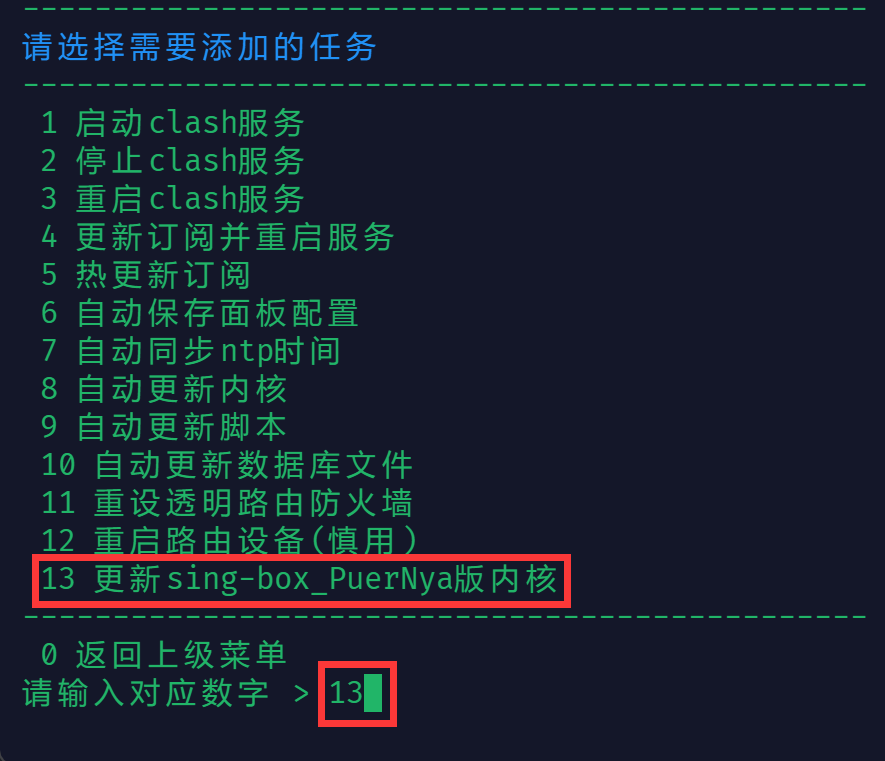 ---------------------------------------------
请选择需要添加的任务
---------------------------------------------
1 启动clash服务
2 停止clash服务
3 重启clash服务
4 更新订阅并重启服务
5 热更新订阅
6 自动保存面板配置
7 自动同步ntp时间
8 自动更新内核
9 自动更新脚本
10 自动更新数据库文件
11 重设透明路由防火墙
12 重启路由设备(慎用)
13 更新sing-box_PuerNya版内核
---------------------------------------------
0 返回上级菜单
请输入对应数字 > 13